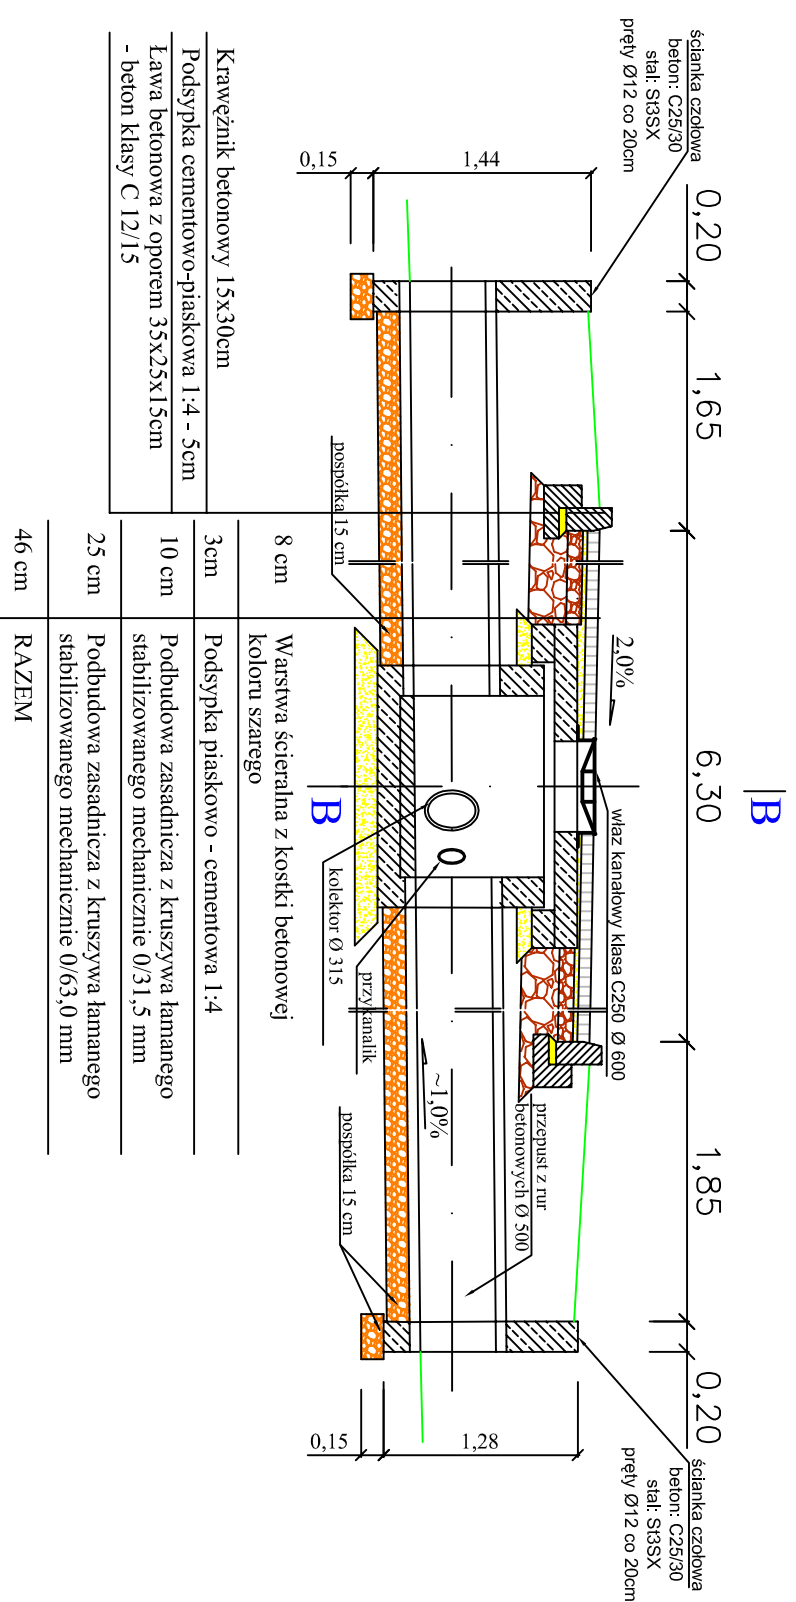 B
0,20
1,65
6,30
1,85
0,20
ścianka czołowa
beton: C25/30
stal: St3SX
pręty Ø12 co 20cm
ścianka czołowa
beton: C25/30
stal: St3SX
pręty Ø12 co 20cm
1,44
0,15
2,0%
właz kanałowy klasa C250 Ø 600
przepust z rur
betonowych Ø 500
~1,0%
1,28
0,15
pospółka 15 cm
B
kolektor Ø 315
przykanalik
pospółka 15 cm
Krawężnik betonowy 15x30cm
Podsypka cementowo-piaskowa 1:4 - 5cm
Ława betonowa z oporem 35x25x15cm
- beton klasy C 12/15
8 cm Warstwa ścieralna z kostki betonowej
koloru szarego
3cm Podsypka piaskowo - cementowa 1:4
10 cm Podbudowa zasadnicza z kruszywa łamanego
stabilizowanego mechanicznie 0/31,5 mm
25 cm Podbudowa zasadnicza z kruszywa łamanego
stabilizowanego mechanicznie 0/63,0 mm
46 cm RAZEM